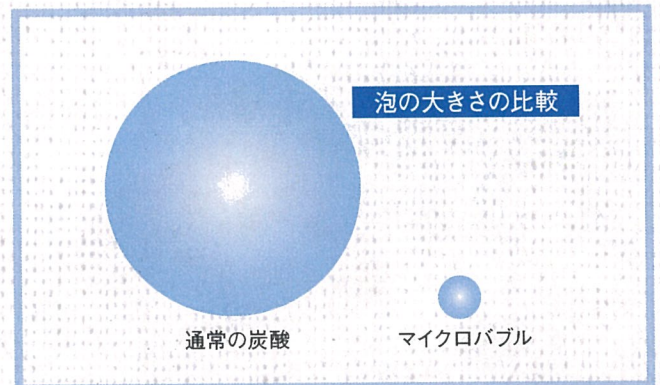 泡の大きさの比較
通常の炭酸
マイクロバブル